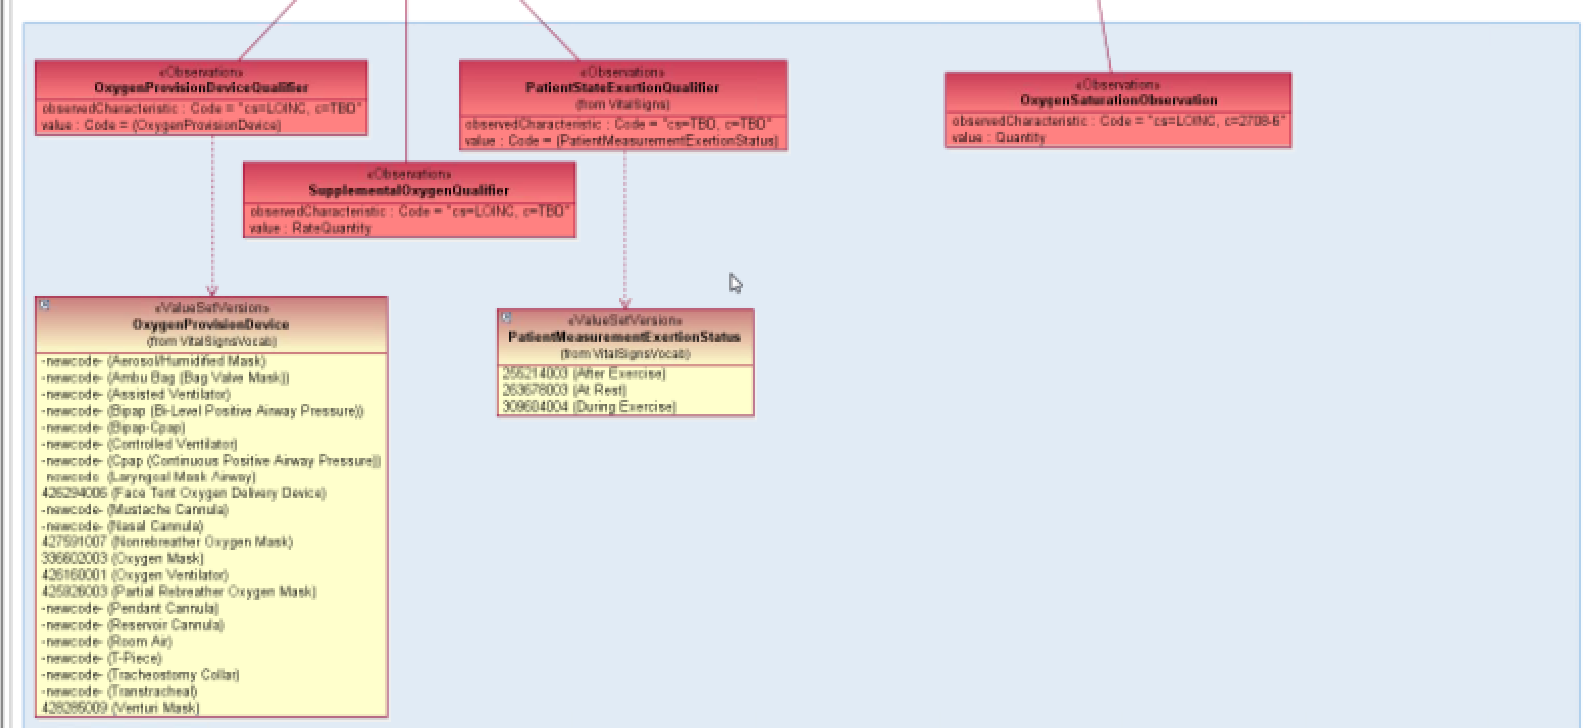 «Observation»
OxygenProvisionDeviceQualifier
observedCharacteristic : Code = "cs=LOINC, c=TBD"
value : Code = (OxygenProvisionDevice)
«Observation»
PatientStateExertionQualifier
(from VitalSigns)
observedCharacteristic : Code = "cs=TBD, c=TBD"
value : Code = (PatientMeasurementExertionStatus)
«Observation»
OxygenSaturationObservation
observedCharacteristic : Code = "cs=LOINC, c=2708-6"
value : Quantity
«Observation»
SupplementalOxygenQualifier
observedCharacteristic : Code = "cs=LOINC, c=TBD"
value : RateQuantity
«ValueSetVersion»
OxygenProvisionDevice
(from VitalSignsVocab)
-newcode- (Aerosol/Humidified Mask)
-newcode- (Ambu Bag (Bag Valve Mask))
-newcode- (Assisted Ventilator)
-newcode- (Bipap (Bi-Level Positive Airway Pressure))
-newcode- (Bipap-Cpap)
-newcode- (Controlled Ventilator)
-newcode- (Cpap (Continuous Positive Airway Pressure))
-newcode- (Laryngeal Mask Airway)
426294006 (Face Tent Oxygen Delivery Device)
-newcode- (Mustache Cannula)
-newcode- (Nasal Cannula)
427591007 (Nonrebreather Oxygen Mask)
336602003 (Oxygen Mask)
426160001 (Oxygen Ventilator)
425926003 (Partial Rebreather Oxygen Mask)
-newcode- (Pendant Cannula)
-newcode- (Reservoir Cannula)
-newcode- (Room Air)
-newcode- (T-Piece)
-newcode- (Tracheostomy Collar)
-newcode- (Transtracheal)
428285009 (Venturi Mask)
«ValueSetVersion»
PatientMeasurementExertionStatus
(from VitalSignsVocab)
255214003 (After Exercise)
263678003 (At Rest)
309604004 (During Exercise)